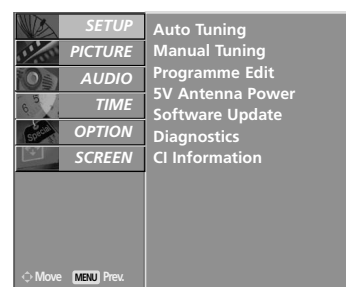 SETUP
PICTURE
AUDIO
TIME
OPTION
SCREEN
Auto Tuning
Manual Tuning
Programme Edit
5V Antenna Power
Software Update
Diagnostics
CI Information
Move MENU Prev.
Special